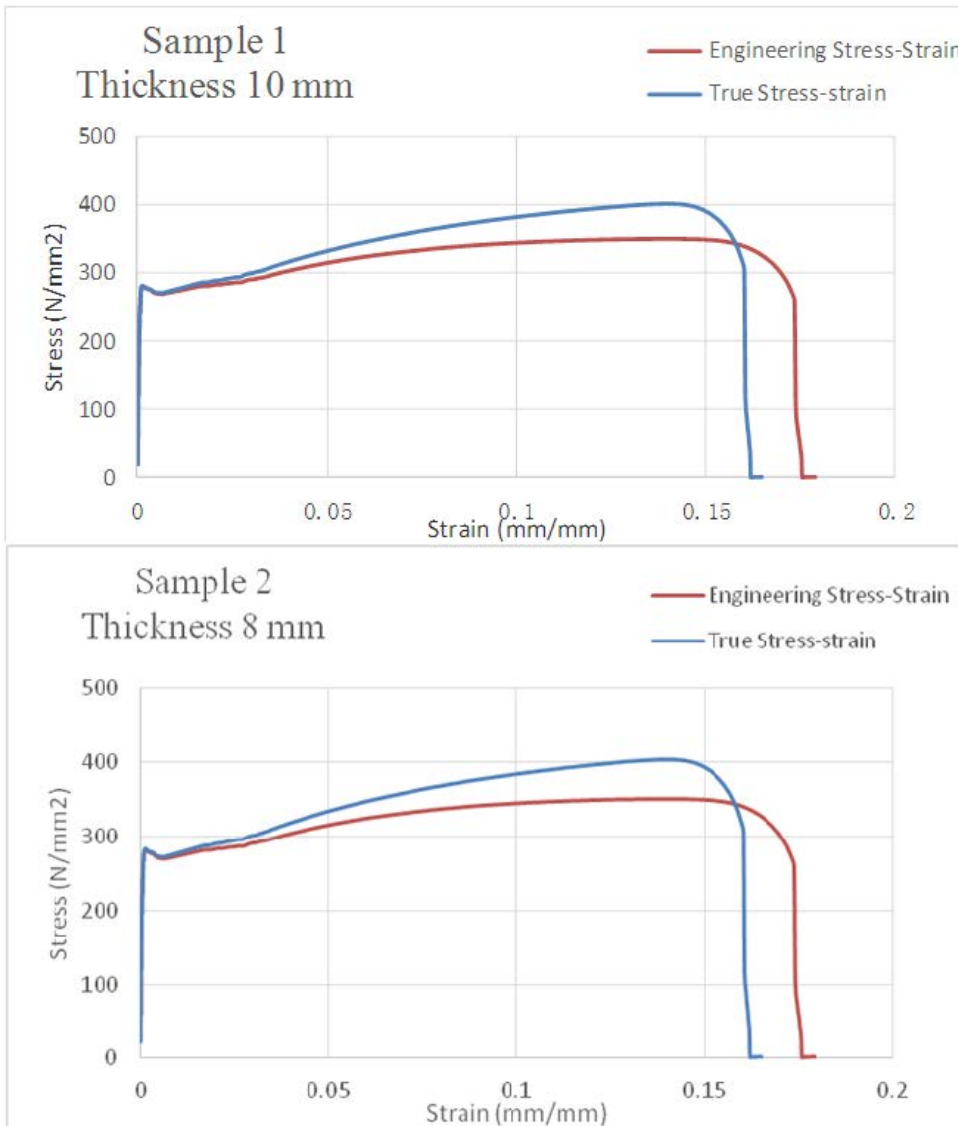 Sample 1
Thickness 10 mm
Engineering Stress-Strain
True Stress-strain
500
400
300
200
100
0
Stress (N/mm2)
0 0.05 0.1 0.15 0.2
Strain (mm/mm)
Sample 2
Thickness 8 mm
Engineering Stress-Strain
True Stress-strain
500
400
300
200
100
0
Stress (N/mm2)
0 0.05 0.1 0.15 0.2
Strain (mm/mm)